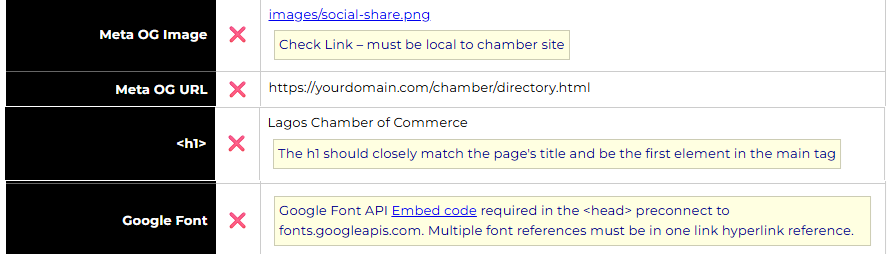 Meta OG Image
images/social-share.png
Check Link – must be local to chamber site
Meta OG URL
https://yourdomain.com/chamber/directory.html
<h1>
Lagos Chamber of Commerce
The h1 should closely match the page's title and be the first element in the main tag
Google Font
Google Font API Embed code required in the <head> preconnect to
fonts.googleapis.com. Multiple font references must be in one link hyperlink reference.